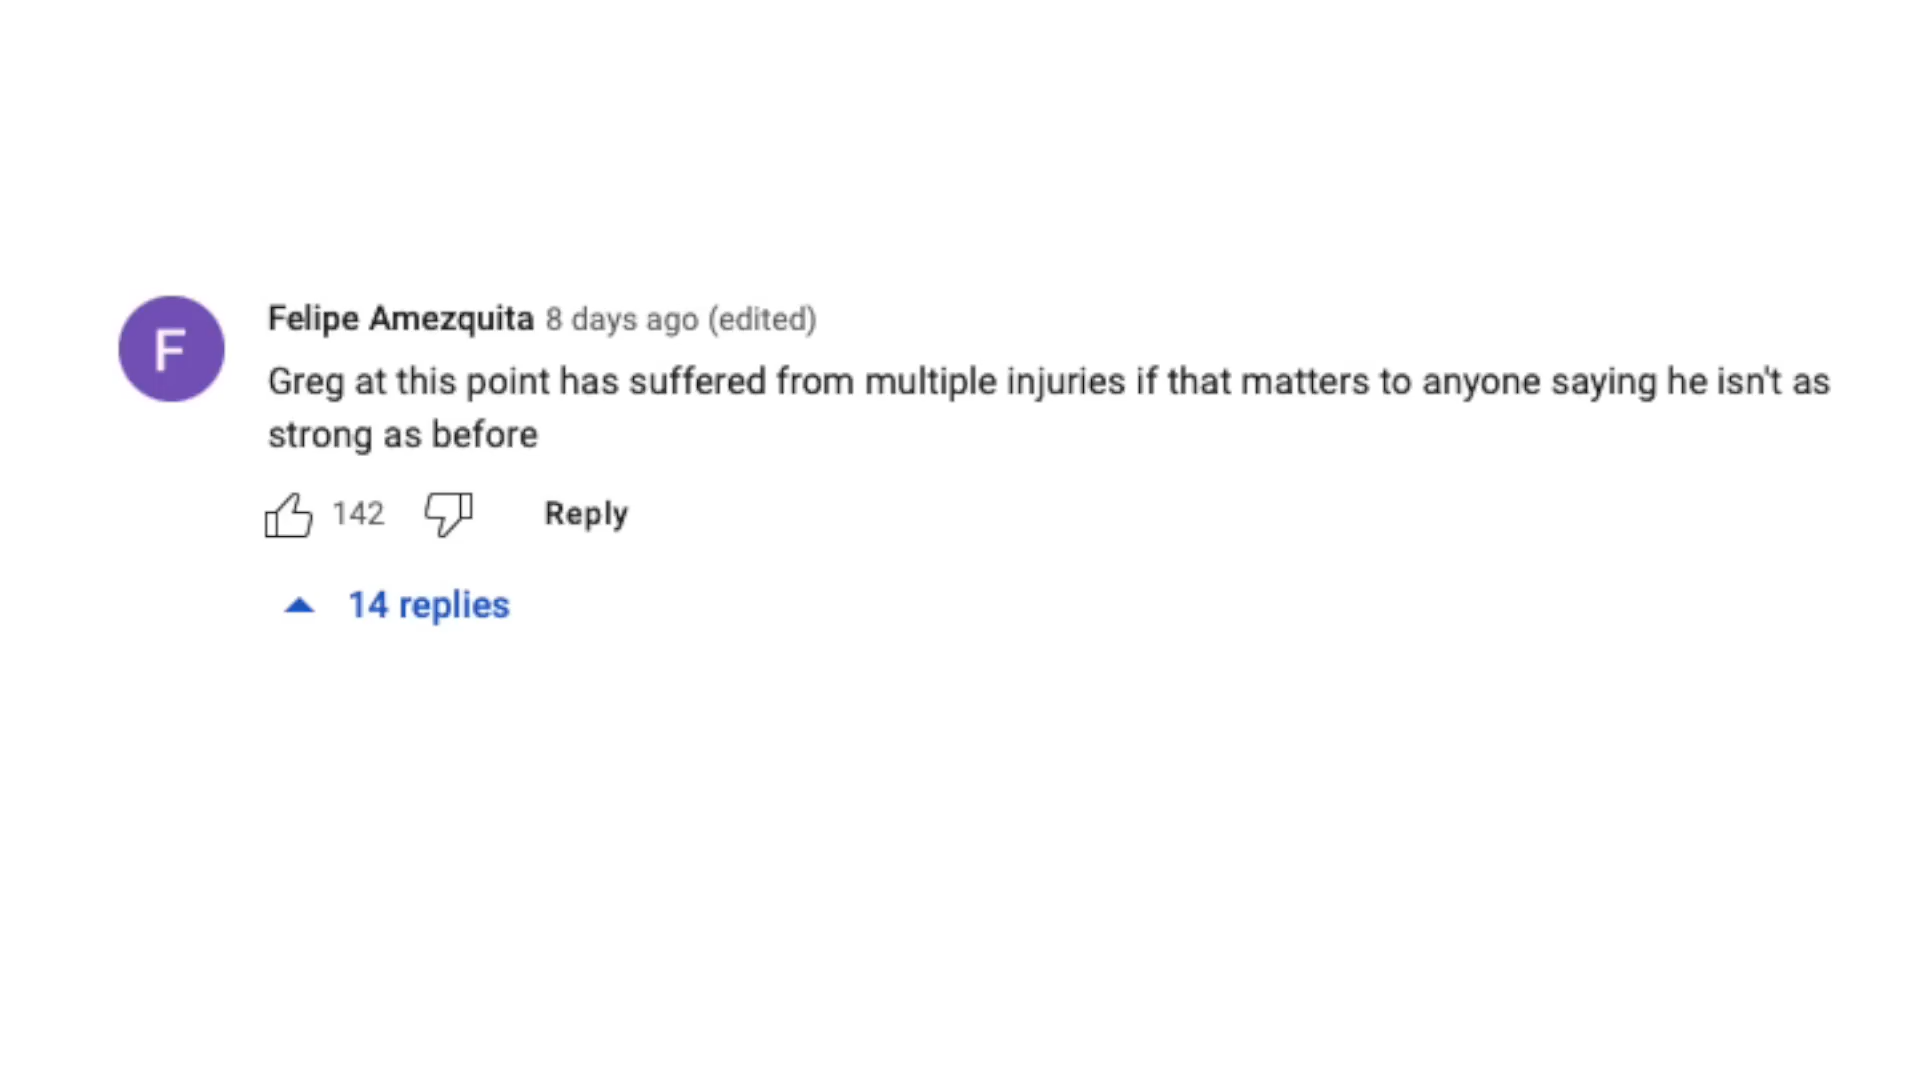 F
Felipe Amezquita 8 days ago (edited)
Greg at this point has suffered from multiple injuries if that matters to anyone saying he isn't as
strong as before
142 Reply
14 replies